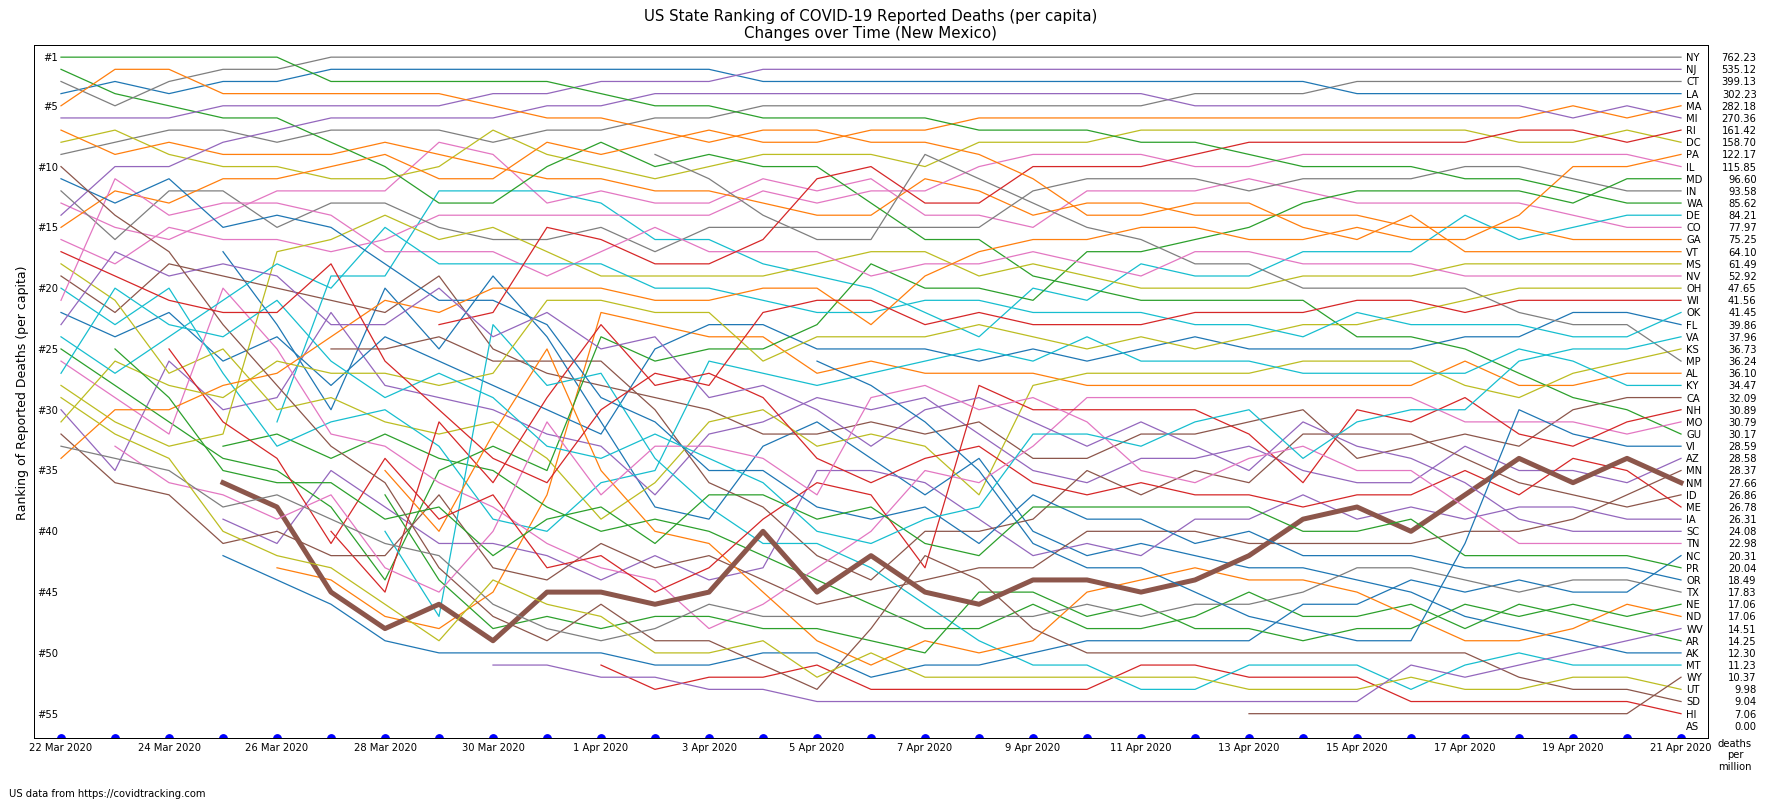 US State Ranking of COVID-19 Reported Deaths (per capita)
Changes over Time (New Mexico)
Ranking of Reported Deaths (per capita)
#1
#5
#10
#15
#20
#25
#30
#35
#40
#45
#50
#55
NY 762.23
NJ 535.12
CT 399.13
LA 302.23
MA 282.18
MI 270.36
RI 161.42
DC 158.70
PA 122.17
IL 115.85
MD 96.60
IN 93.58
WA 85.62
DE 84.21
CO 77.97
GA 75.25
VT 64.10
MS 61.49
NV 52.92
OH 47.65
WI 41.56
OK 41.45
FL 39.86
VA 37.96
KS 36.73
MP 36.24
AL 36.10
KY 34.47
CA 32.09
NH 30.89
MO 30.79
GU 30.17
VI 28.59
AZ 28.58
MN 28.37
NM 27.66
ID 26.86
ME 26.78
IA 26.31
SC 24.08
TN 22.98
NC 20.31
PR 20.04
OR 18.49
TX 17.83
NE 17.06
ND 17.06
WV 14.51
AR 14.25
AK 12.30
MT 11.23
WY 10.37
UT 9.98
SD 9.04
HI 7.06
AS 0.00
22 Mar 2020 24 Mar 2020 26 Mar 2020 28 Mar 2020 30 Mar 2020 1 Apr 2020 3 Apr 2020 5 Apr 2020 7 Apr 2020 9 Apr 2020 11 Apr 2020 13 Apr 2020 15 Apr 2020 17 Apr 2020 19 Apr 2020 21 Apr 2020
deaths
per
million
US data from https://covidtracking.com